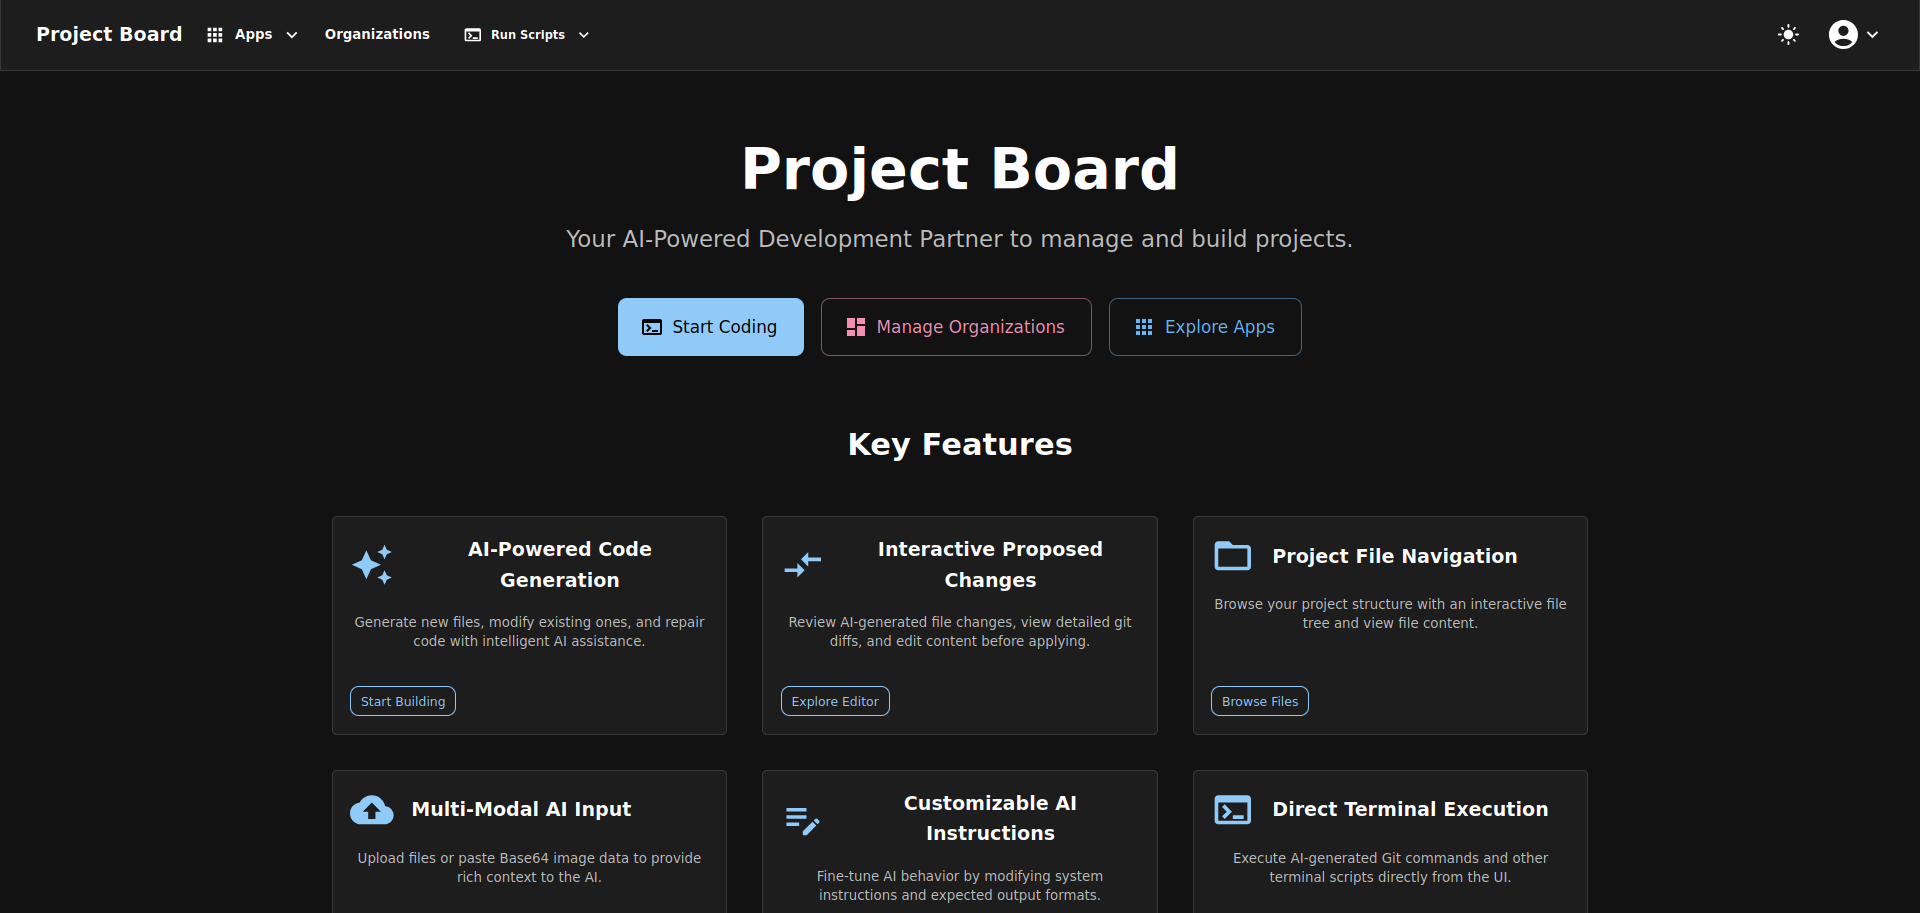 Project Board Apps Organizations Run Scripts
Project Board
Your AI-Powered Development Partner to manage and build projects.
Start Coding Manage Organizations Explore Apps
Key Features
AI-Powered Code
Generation
Generate new files, modify existing ones, and repair
code with intelligent AI assistance.
Start Building
Interactive Proposed
Changes
Review AI-generated file changes, view detailed git
diffs, and edit content before applying.
Explore Editor
Project File Navigation
Browse your project structure with an interactive file
tree and view file content.
Browse Files
Multi-Modal AI Input
Upload files or paste Base64 image data to provide
rich context to the AI.
Customizable AI
Instructions
Fine-tune AI behavior by modifying system
instructions and expected output formats.
Direct Terminal Execution
Execute AI-generated Git commands and other
terminal scripts directly from the UI.